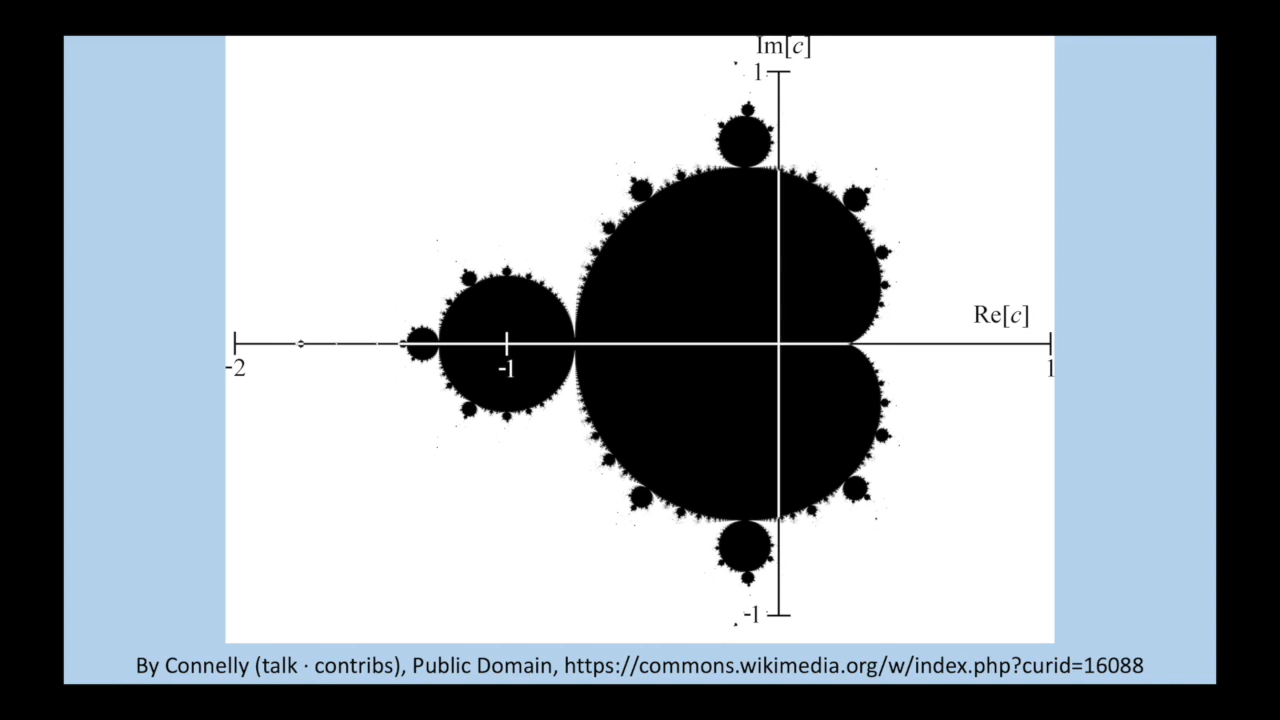 Im[c]
1
Re[c]
-2
-1
1
-1
By Connelly (talk · contribs), Public Domain, https://commons.wikimedia.org/w/index.php?curid=16088